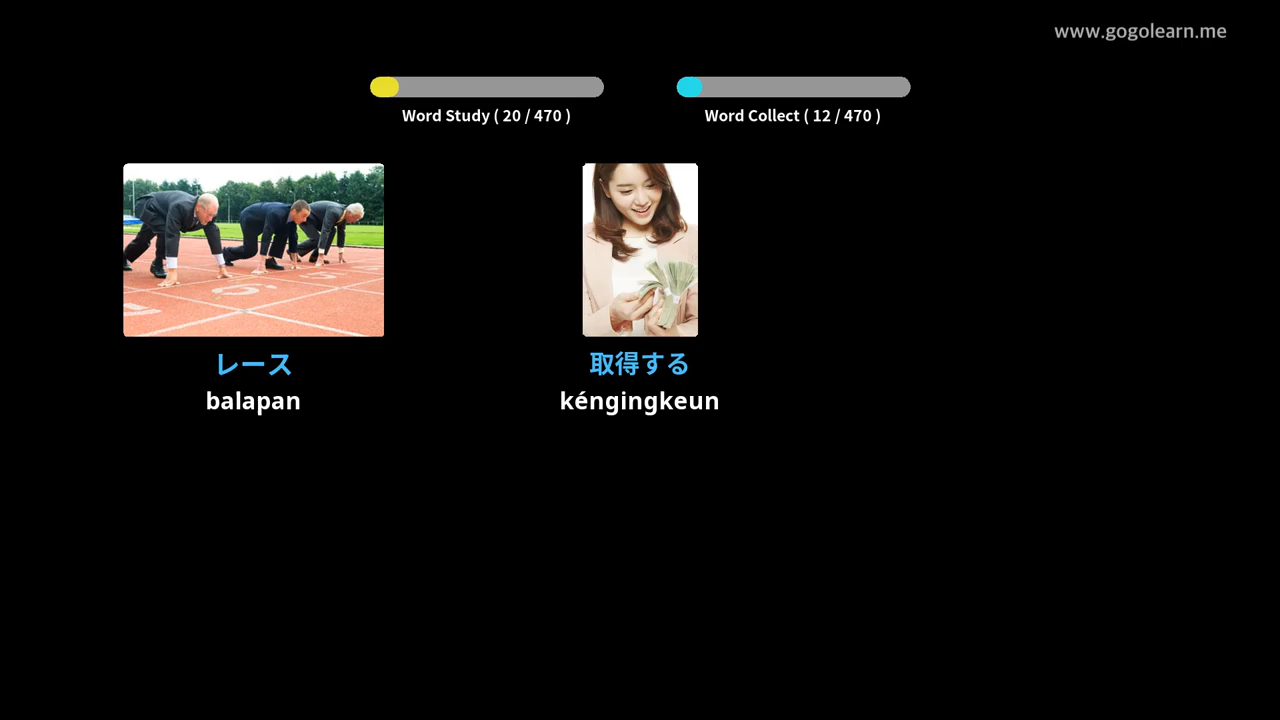 www.gogolearn.me
Word Study ( 20 / 470 )
Word Collect ( 12 / 470 )
レース
balapan
取得する
kéngingkeun